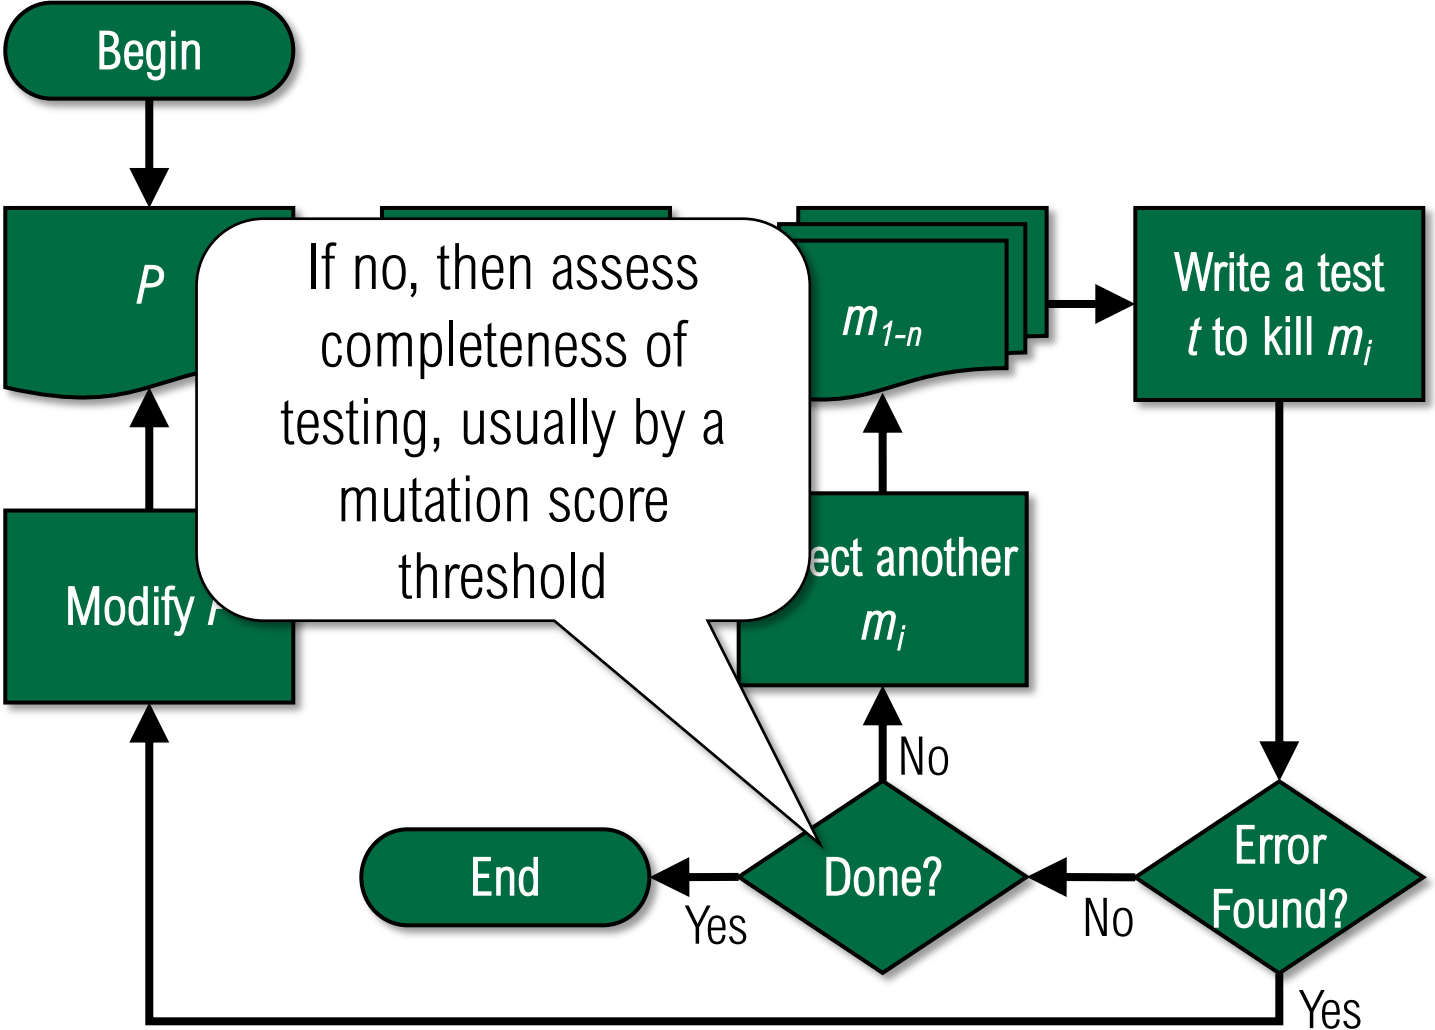 Begin
P
If no, then assess
completeness of
testing, usually by a
mutation score
threshold
m1-n
Write a test
t to kill mi
Modify
another
mi
No
End
Yes
Done?
No
Error
Found?
Yes